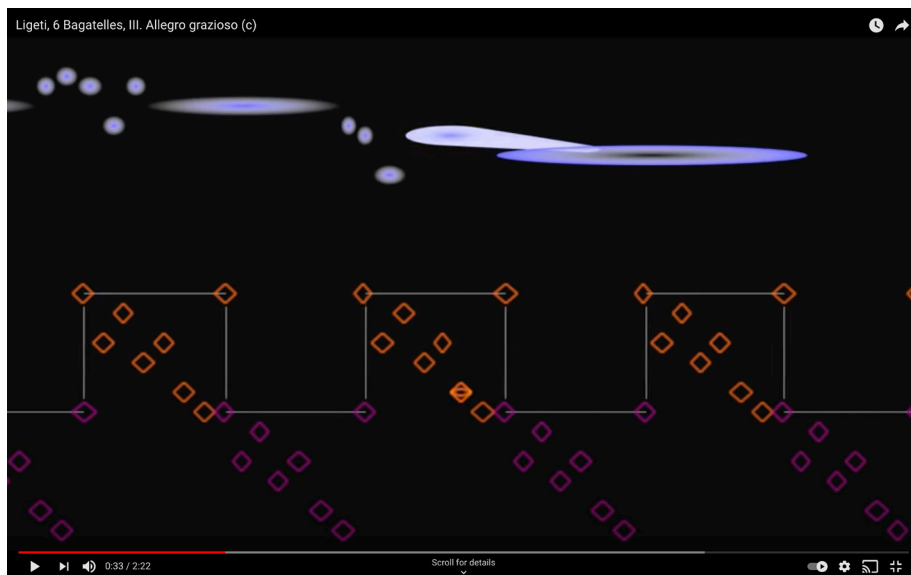 Ligeti, 6 Bagatelles, III. Allegro grazioso (c)
Scroll for details
0:33 / 2:22